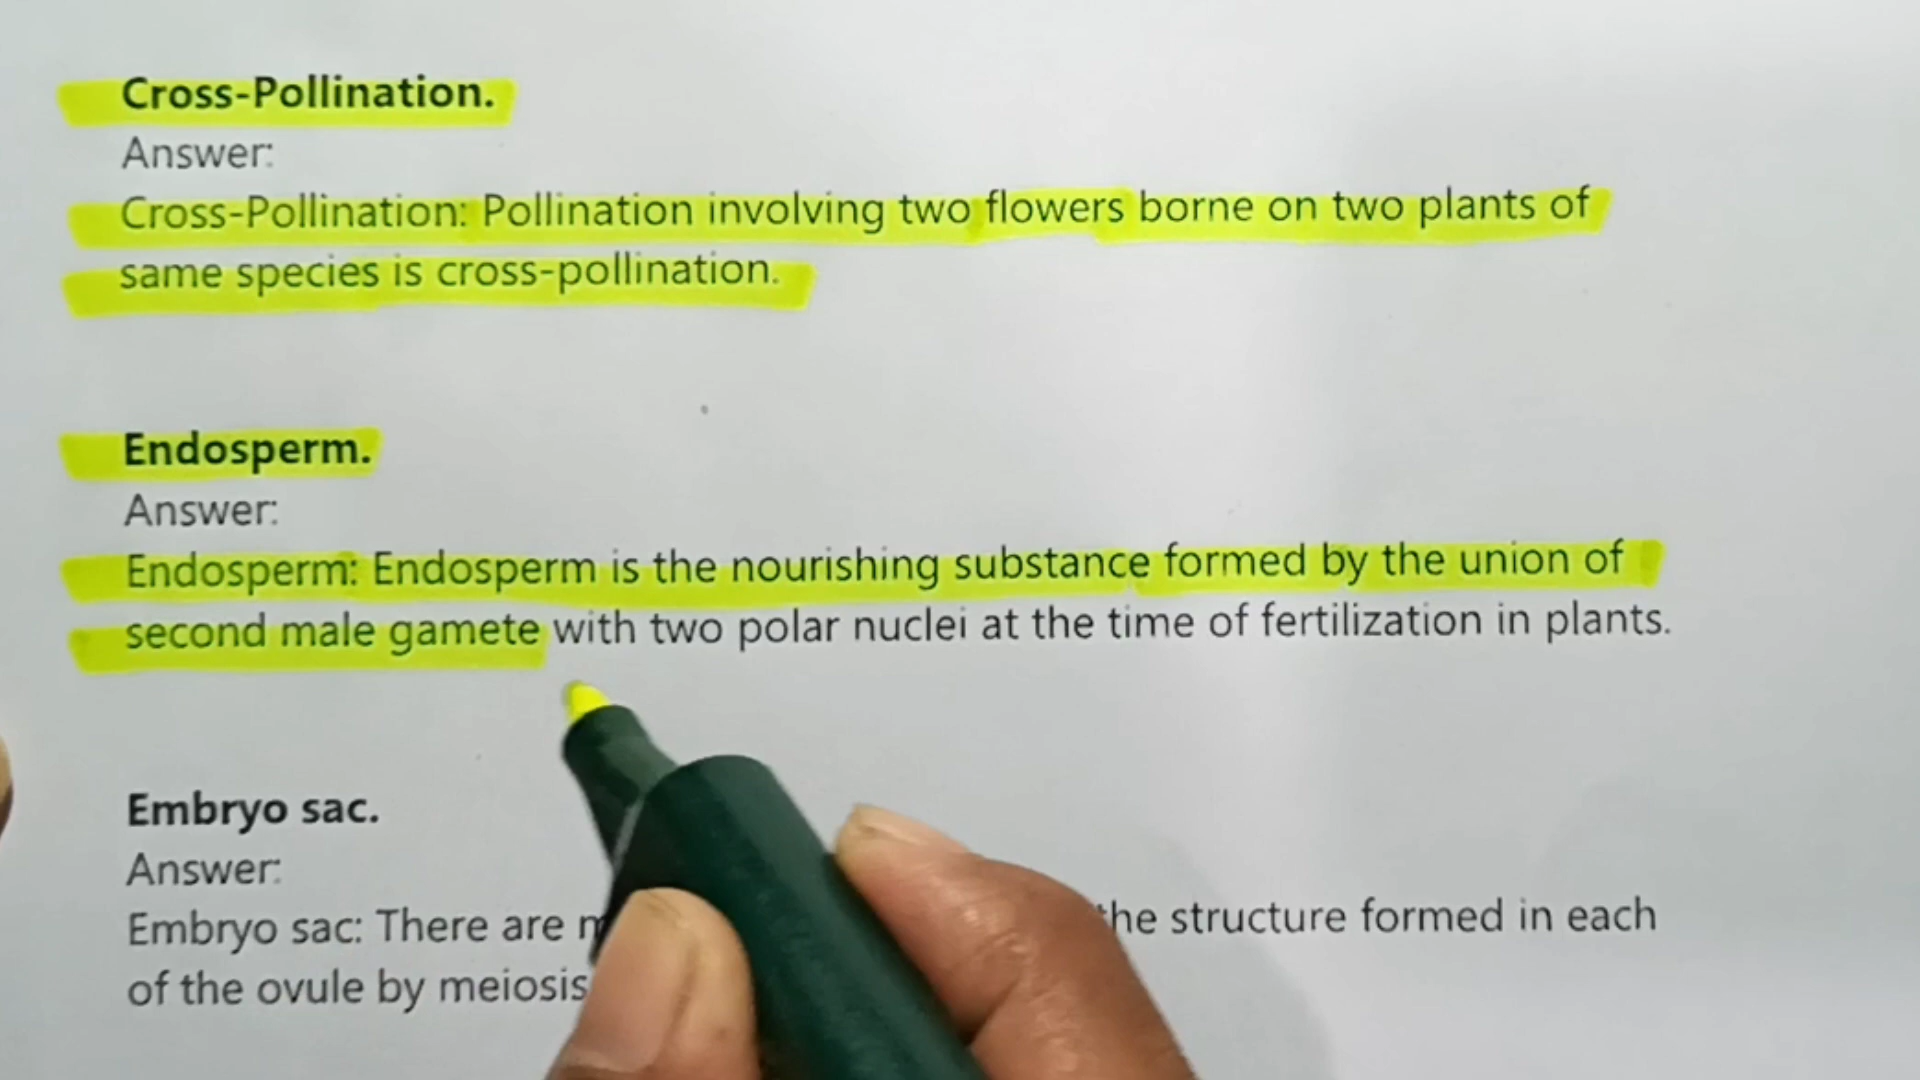 Cross-Pollination.
Answer:
Cross-Pollination: Pollination involving two flowers borne on two plants of
same species is cross-pollination.
Endosperm.
Answer:
Endosperm: Endosperm is the nourishing substance formed by the union of
second male gamete with two polar nuclei at the time of fertilization in plants.
Embryo sac.
Answer:
Embryo sac: There are the structure formed in each
of the ovule by meiosis